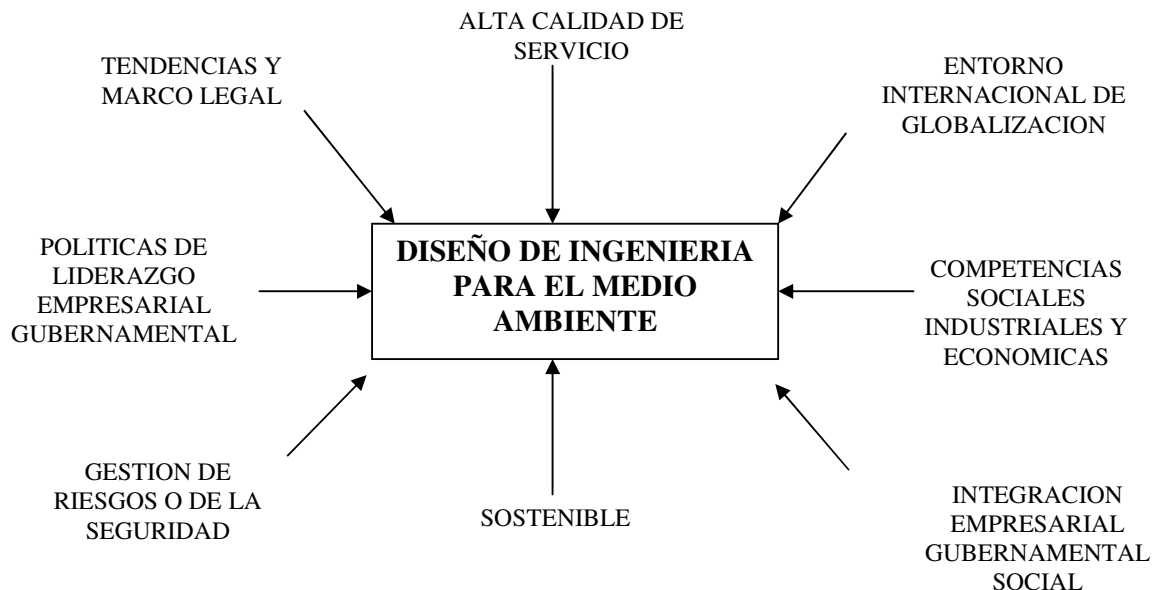 ALTA CALIDAD DE
SERVICIO
TENDENCIAS Y
MARCO LEGAL
ENTORNO
INTERNACIONAL DE
GLOBALIZACION
POLITICAS DE
LIDERAZGO
EMPRESARIAL
GUBERNAMENTAL
DISEÑO DE INGENIERIA
PARA EL MEDIO
AMBIENTE
COMPETENCIAS
SOCIALES
INDUSTRIALES Y
ECONOMICAS
GESTION DE
RIESGOS O DE LA
SEGURIDAD
SOSTENIBLE
INTEGRACION
EMPRESARIAL
GUBERNAMENTAL
SOCIAL